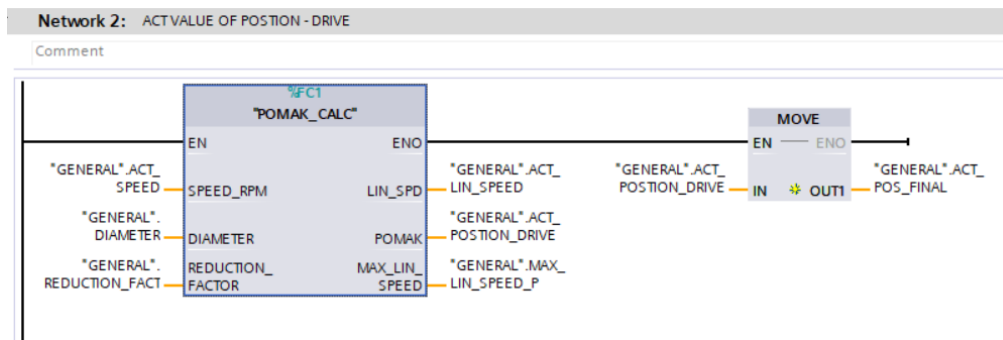 Network 2: ACT VALUE OF POSTION - DRIVE
Comment
%FC1
"POMAK_CALC"
EN ENO
"GENERAL".ACT_
SPEED SPEED_RPM
"GENERAL".
DIAMETER DIAMETER
"GENERAL".
REDUCTION_FACT REDUCTION_
FACTOR
LIN_SPD "GENERAL".ACT_
LIN_SPEED
POMAK "GENERAL".ACT_
POSTION_DRIVE
MAX_LIN_
SPEED "GENERAL".MAX_
LIN_SPEED_P
MOVE
EN ENO
"GENERAL".ACT_
POSTION_DRIVE IN
OUT1 "GENERAL".ACT_
POS_FINAL